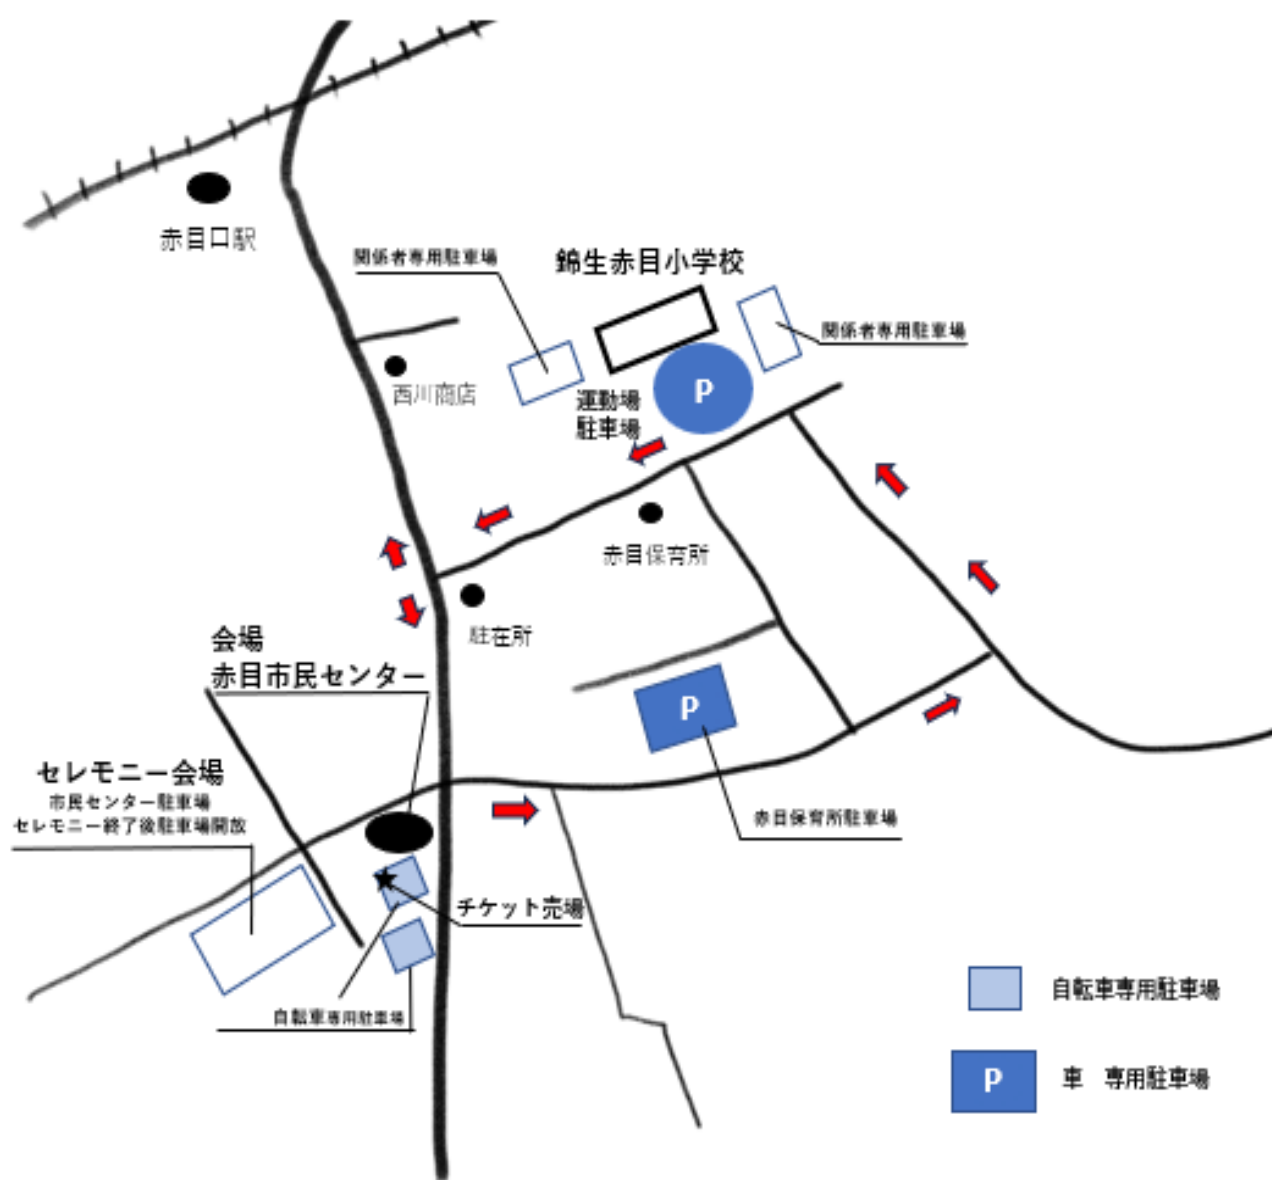 赤目口駅
関係者専用駐車場
錦生赤目小学校
関係者専用駐車場
西川商店
運動場
駐車場
P
赤目保育所
駐在所
会場
赤目市民センター
P
セレモニー会場
市民センター駐車場
セレモニー終了後駐車場開放
赤目保育所駐車場
チケット売場
自転車専用駐車場
自転車専用駐車場
P
車　専用駐車場